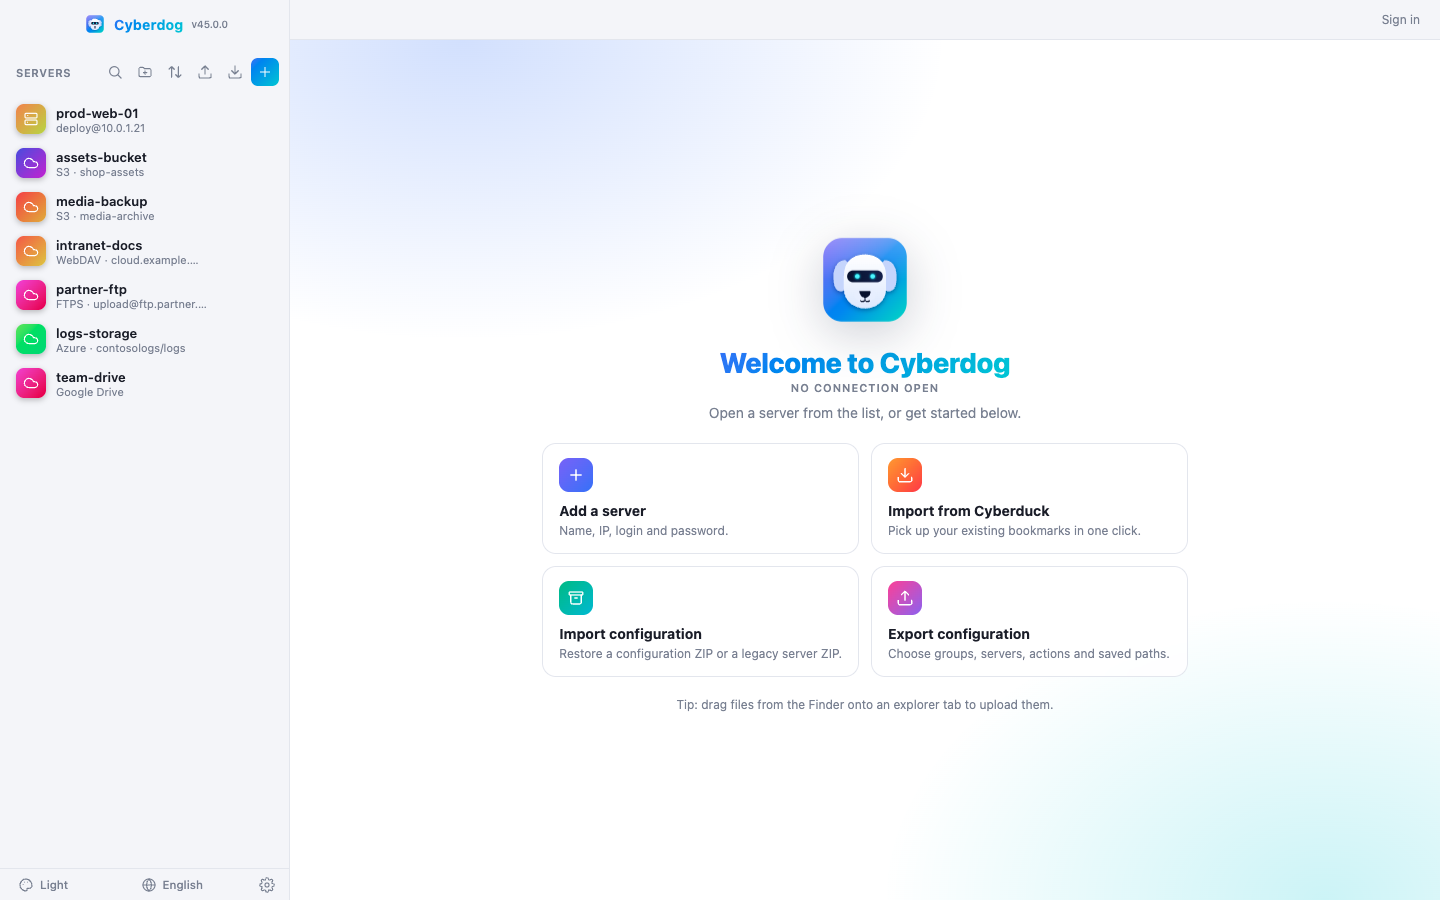 Cyberdog v45.0.0
Sign in
SERVERS
prod-web-01
deploy@10.0.1.21
assets-bucket
S3 · shop-assets
media-backup
S3 · media-archive
intranet-docs
WebDAV · cloud.example....
partner-ftp
FTPS · upload@ftp.partner....
logs-storage
Azure · contosologs/logs
team-drive
Google Drive
Welcome to Cyberdog
NO CONNECTION OPEN
Open a server from the list, or get started below.
Add a server
Name, IP, login and password.
Import from Cyberduck
Pick up your existing bookmarks in one click.
Import configuration
Restore a configuration ZIP or a legacy server ZIP.
Export configuration
Choose groups, servers, actions and saved paths.
Tip: drag files from the Finder onto an explorer tab to upload them.
Light
English